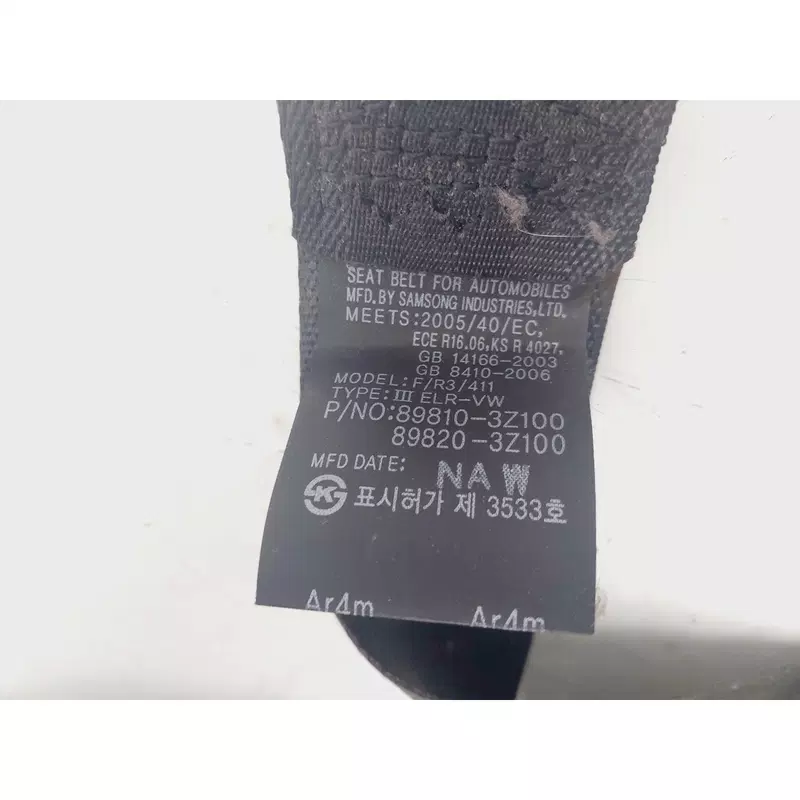 SEAT BELT FOR AUTOMOBILES
MFD.BY SAMSONG INDUSTRIES,LTD.
MEETS:2005/40/EC,
ECE R16.06,KS R 4027,
GB 14166-2003
GB 8410-2006
MODEL:F/R3/411
TYPE:III ELR-VW
P/NO:89810-3Z100
89820-3Z100
MFD DATE: NAW
표시허가 제 3533호
Ar4m Ar4m